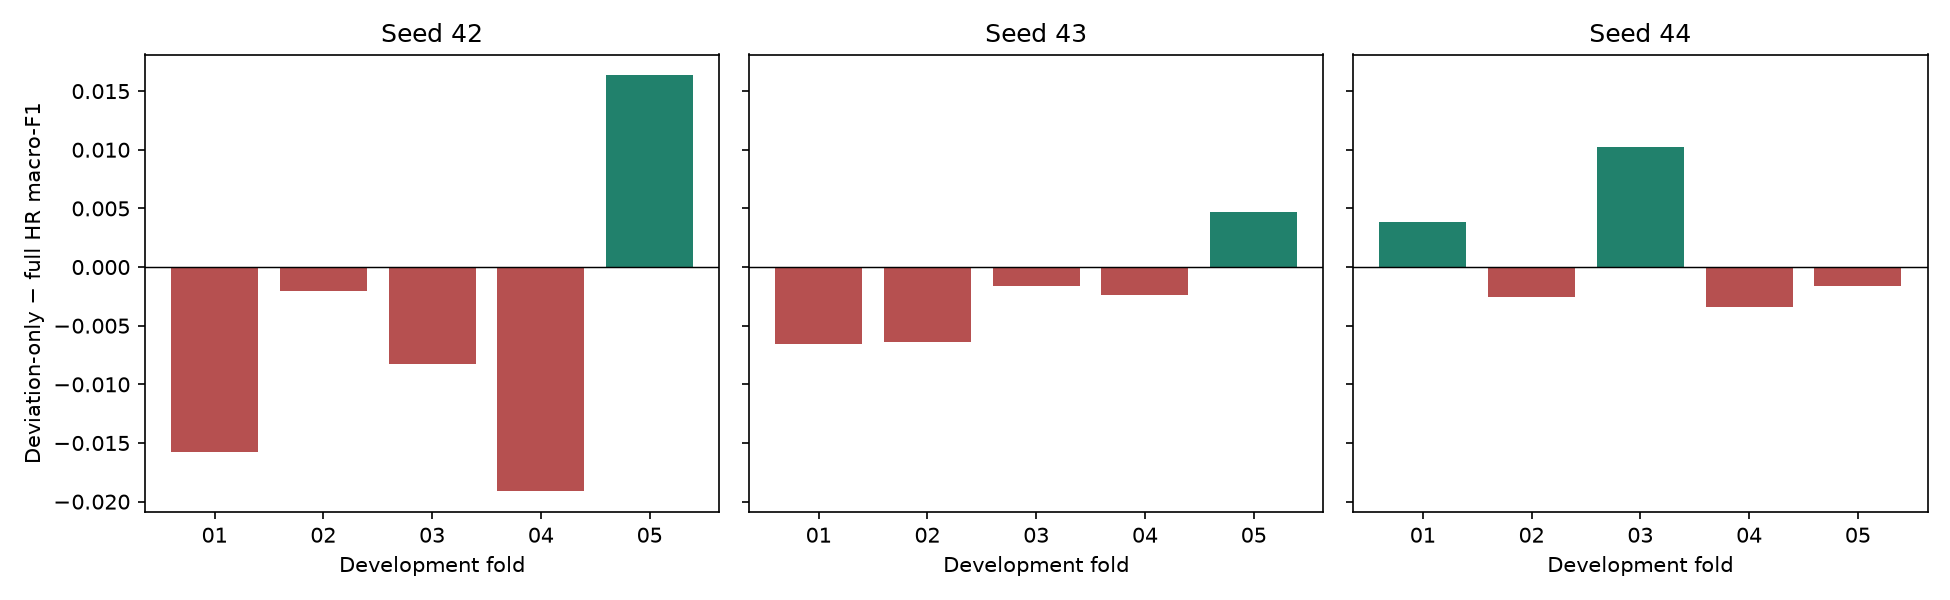 Seed 42
Seed 43
Seed 44
Deviation-only − full HR macro-F1
0.015
0.010
0.005
0.000
−0.005
−0.010
−0.015
−0.020
01 02 03 04 05
01 02 03 04 05
01 02 03 04 05
Development fold
Development fold
Development fold